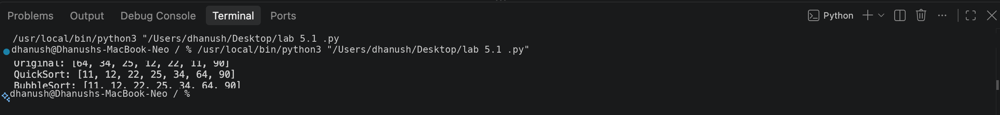 Problems Output Debug Console Terminal Ports Python
/usr/local/bin/python3 "/Users/dhanush/Desktop/lab 5.1 .py
dhanush@Dhanushs-MacBook-Neo / % /usr/local/bin/python3 "/Users/dhanush/Desktop/lab 5.1 .py"
Original: [64, 34, 25, 12, 22, 11, 90]
QuickSort: [11, 12, 22, 25, 34, 64, 90]
BubbleSort: [11, 12, 22, 25, 34, 64, 90]
dhanush@Dhanushs-MacBook-Neo / %